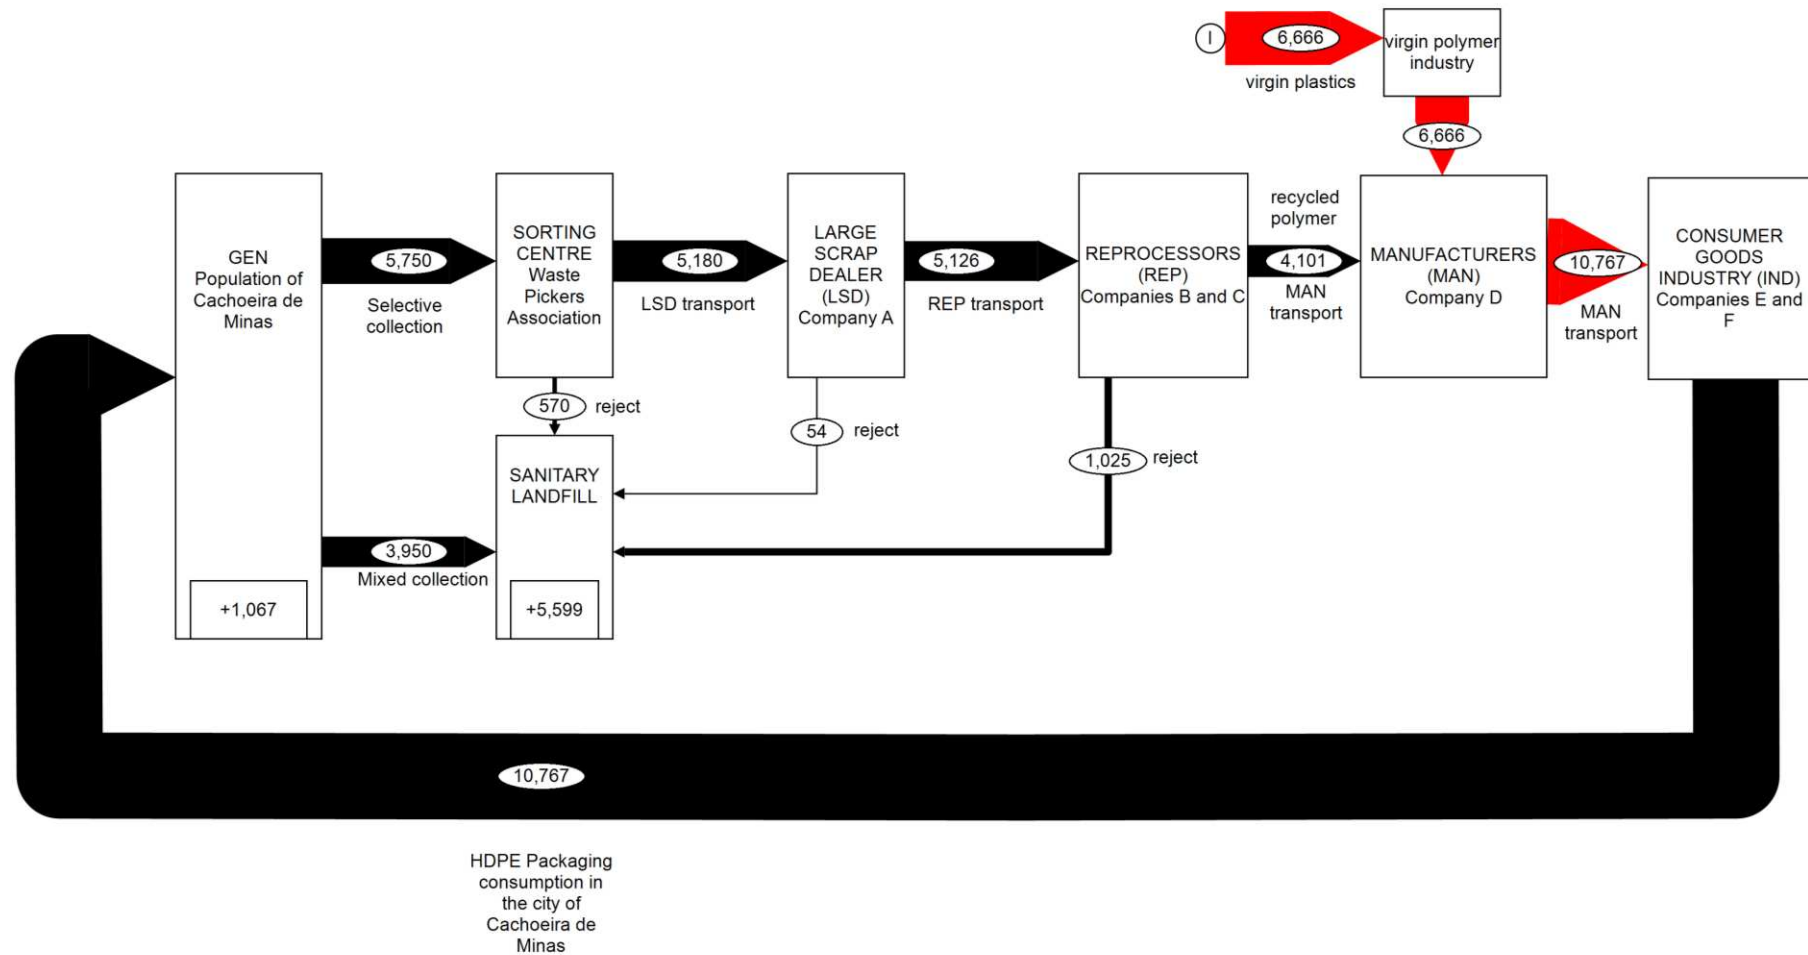 I
6,666
virgin plastics
virgin polymer
industry
6,666
GEN
Population of
Cachoeira de
Minas
5,750
Selective
collection
SORTING
CENTRE
Waste
Pickers
Association
5,180
LSD transport
LARGE
SCRAP
DEALER
(LSD)
Company A
5,126
REP transport
REPROCESSORS
(REP)
Companies B and C
recycled
polymer
4,101
MAN
transport
MANUFACTURERS
(MAN)
Company D
10,767
MAN
transport
CONSUMER
GOODS
INDUSTRY (IND)
Companies E and
F
570
reject
54
reject
1,025
reject
SANITARY
LANDFILL
3,950
Mixed collection
+1,067
+5,599
10,767
HDPE Packaging
consumption in
the city of
Cachoeira de
Minas